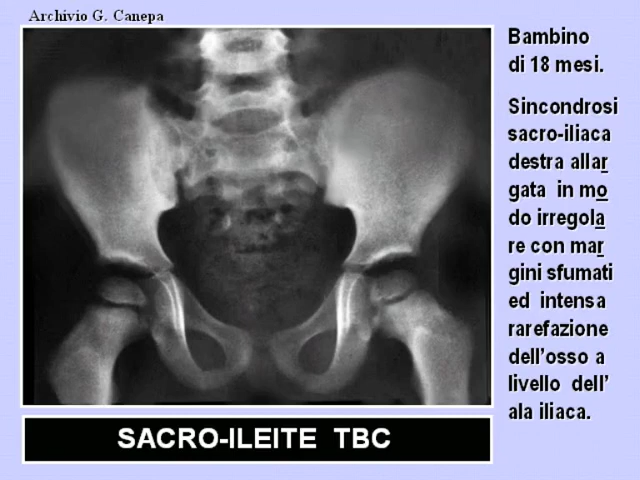 Archivio G. Canepa
Bambino
di 18 mesi.
Sincondrosi
sacro-iliaca
destra allar
gata in mo
do irregola
re con mar
gini sfumati
ed intensa
rarefazione
dell'osso a
livello dell'
ala iliaca.
SACRO-ILEITE TBC